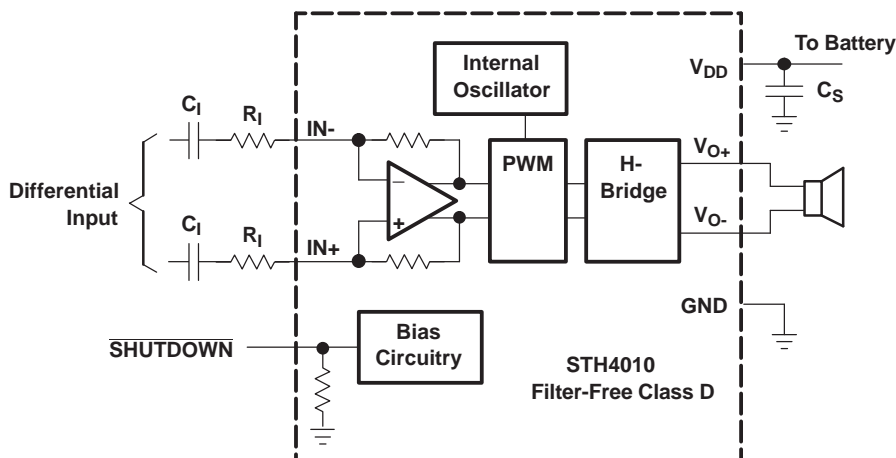 To Battery
Internal
Oscillator
VDD
CS
CI
RI
IN-
PWM
H-
Bridge
VO+
VO-
Differential
Input
–
+
CI
RI
IN+
GND
SHUTDOWN
Bias
Circuitry
STH4010
Filter-Free Class D